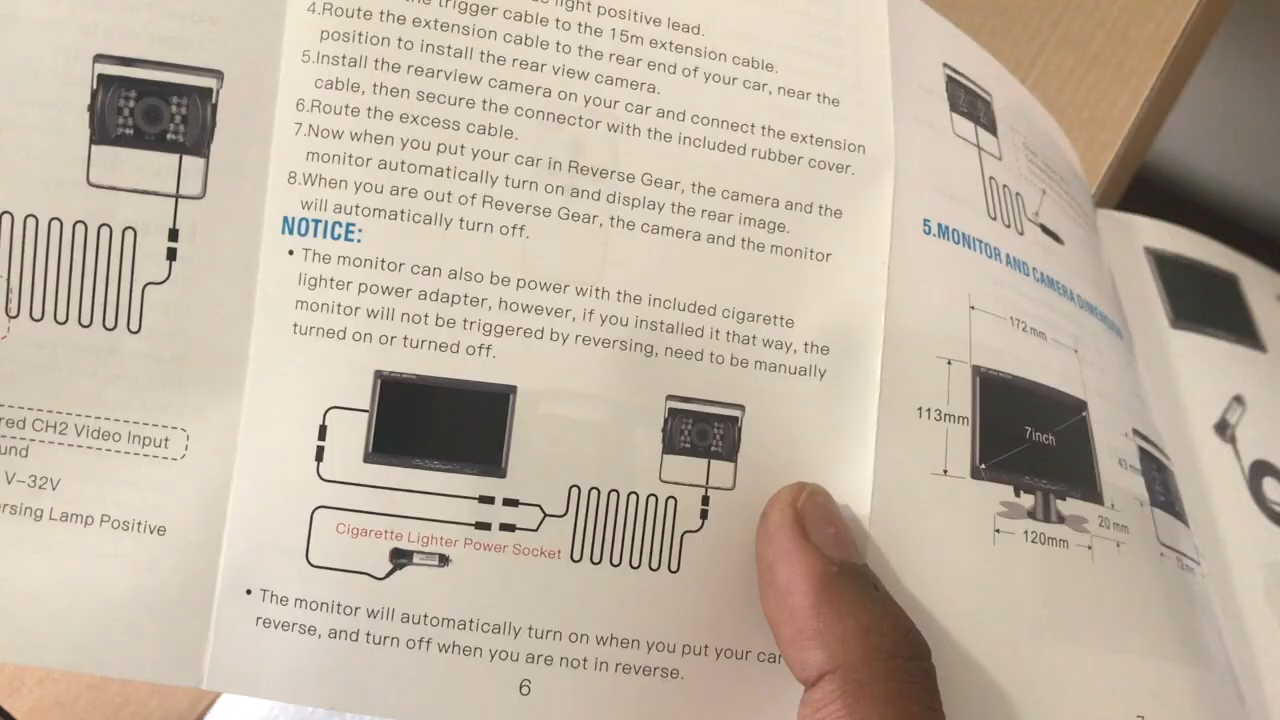 red CH2 Video Input
und
V-32V
rsing Lamp Positive
light positive lead.
trigger cable to the 15m extension cable.
4.Route the extension cable to the rear end of your car, near the
position to install the rear view camera.
5.Install the rearview camera on your car and connect the extension
cable, then secure the connector with the included rubber cover.
6.Route the excess cable.
7.Now when you put your car in Reverse Gear, the camera and the
monitor automatically turn on and display the rear image.
8.When you are out of Reverse Gear, the camera and the monitor
will automatically turn off.
NOTICE:
• The monitor can also be power with the included cigarette
lighter power adapter, however, if you installed it that way, the
monitor will not be triggered by reversing, need to be manually
turned on or turned off.
Cigarette Lighter Power Socket
• The monitor will automatically turn on when you put your car
reverse, and turn off when you are not in reverse.
6
5.MONITOR AND CAMERA DIMENSION
172 mm
113mm
7inch
20 mm
120mm